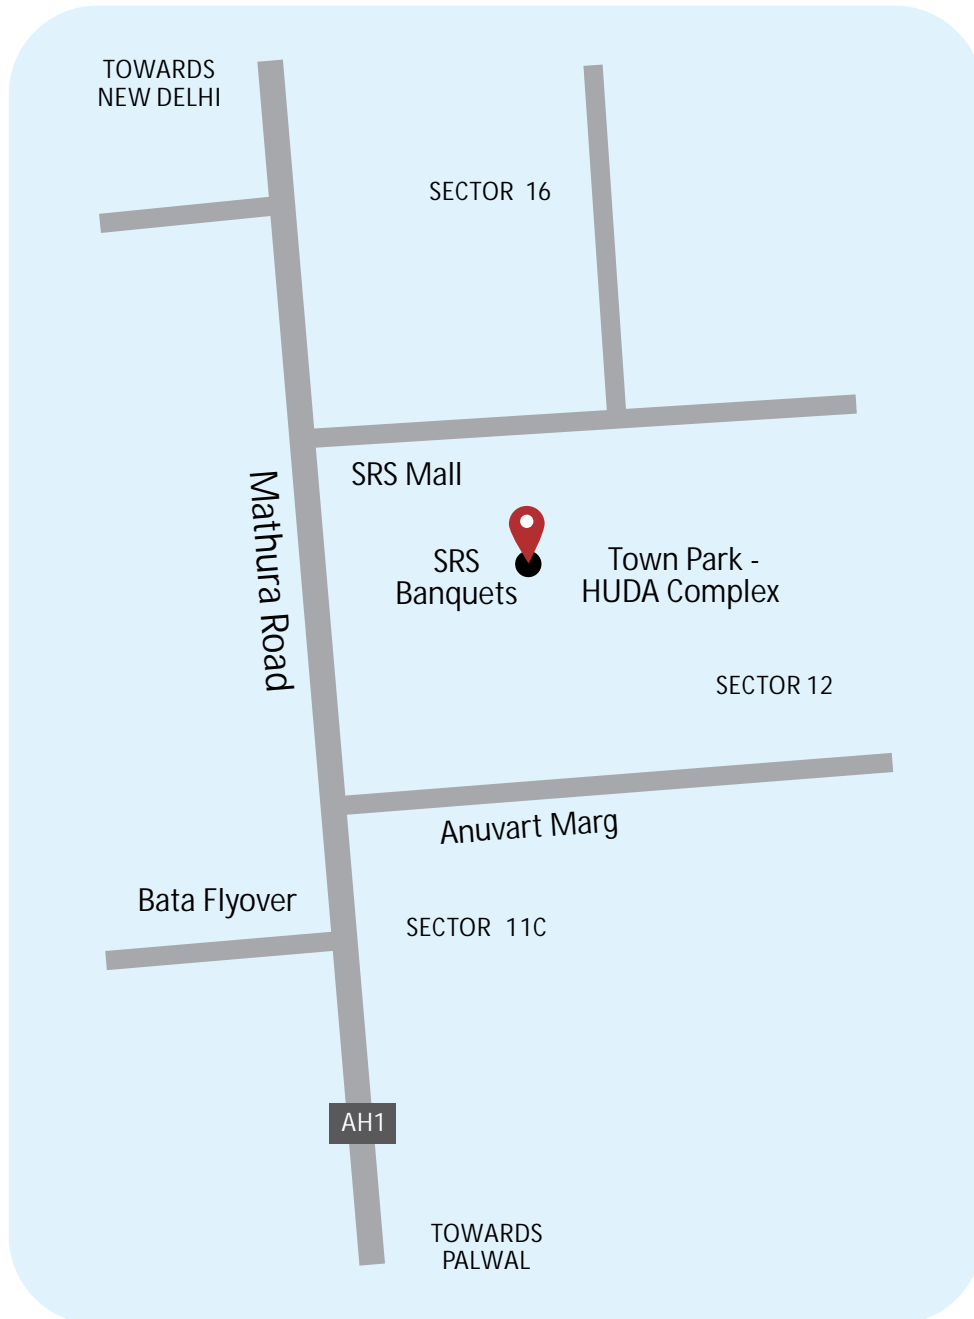 TOWARDS
NEW DELHI
SECTOR 16
SRS Mall
Mathura Road
SRS
Banquets
Town Park -
HUDA Complex
SECTOR 12
Anuvart Marg
Bata Flyover
SECTOR 11C
AH1
TOWARDS
PALWAL